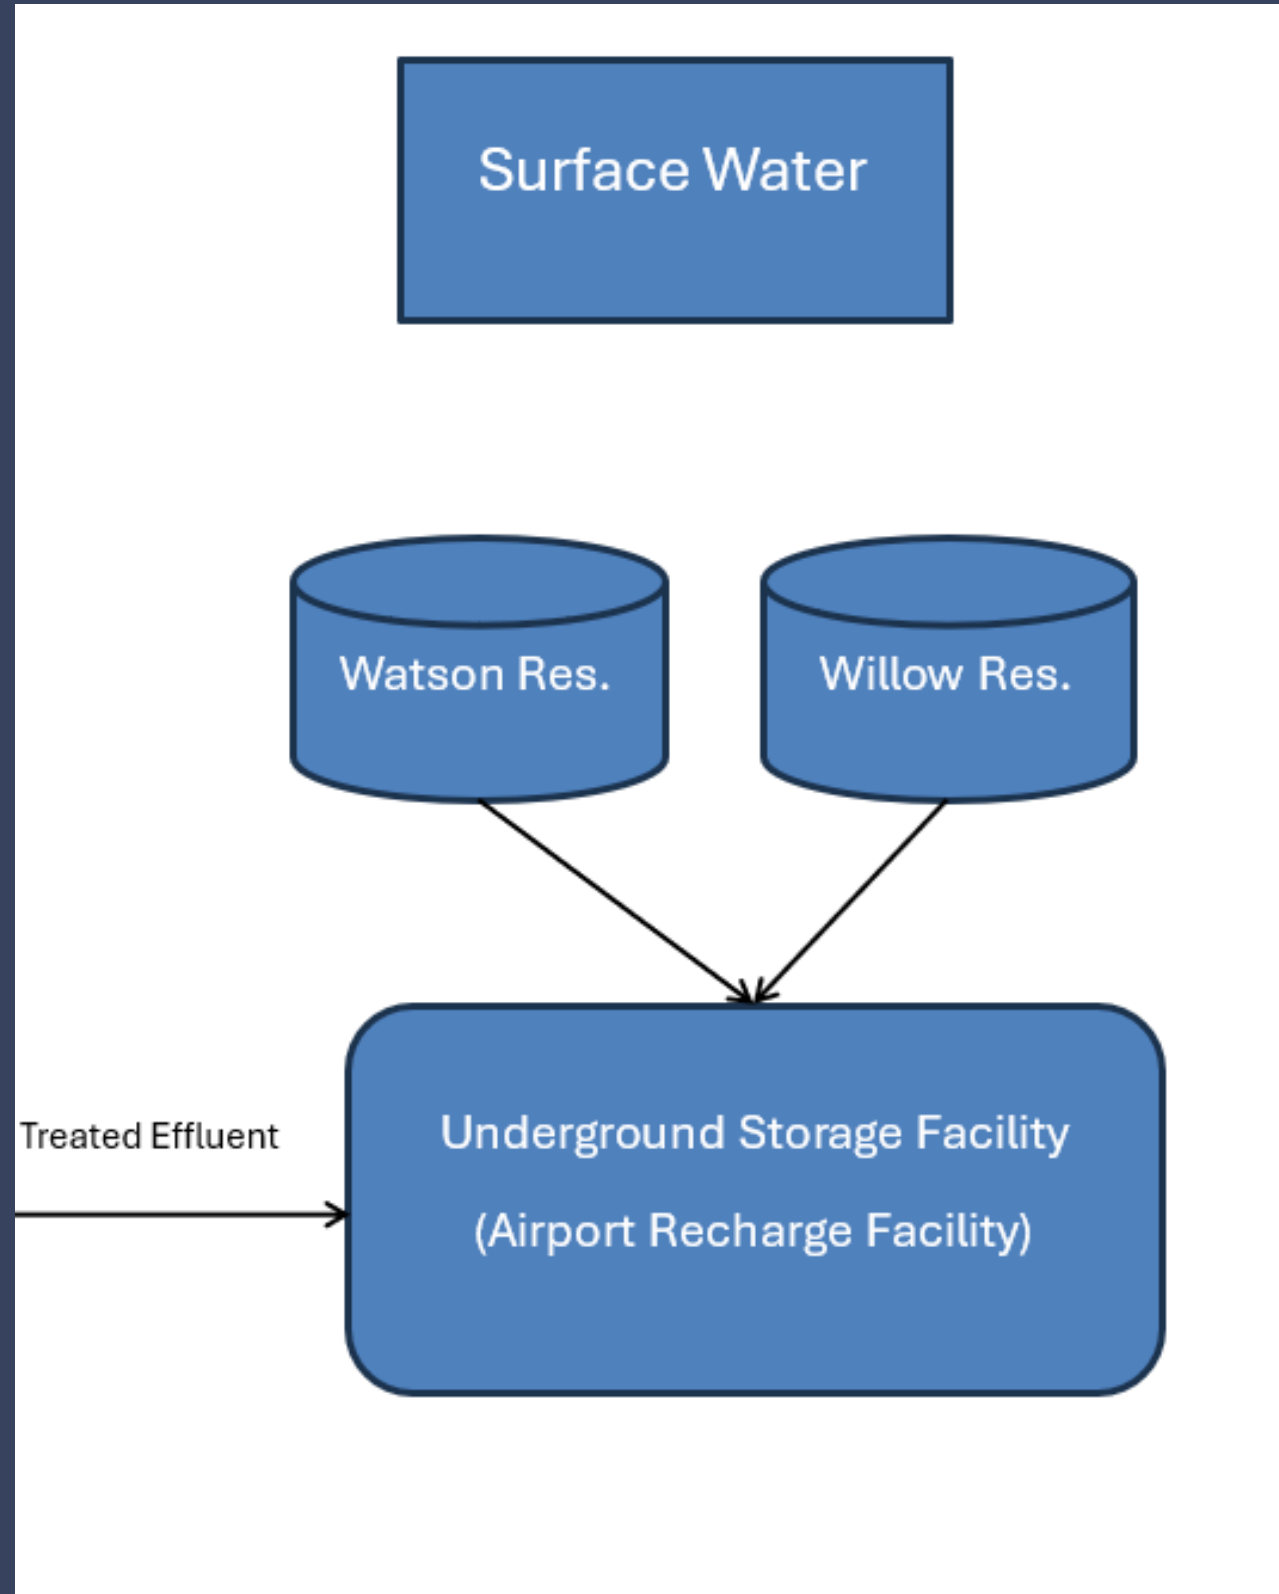 Surface Water
Watson Res.
Willow Res.
Treated Effluent
Underground Storage Facility
(Airport Recharge Facility)